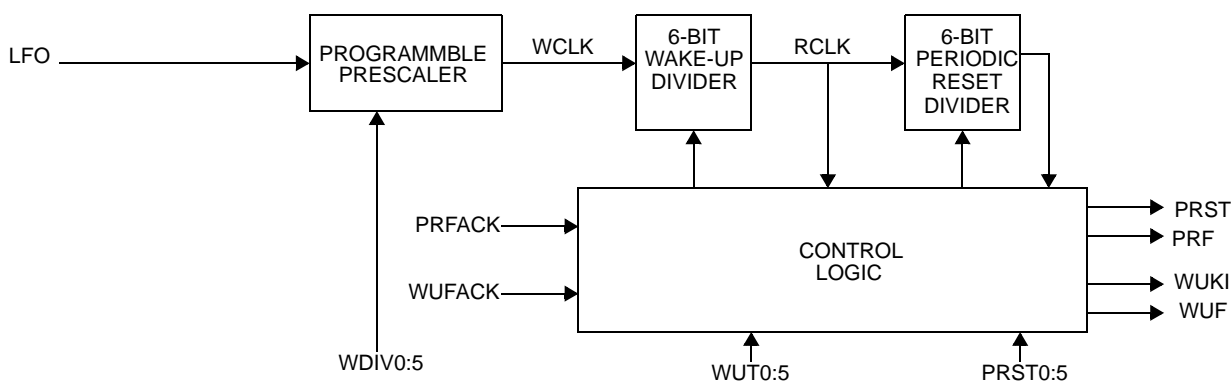 LFO
PROGRAMMBLE
PRESCALER
WCLK
6-BIT
WAKE-UP
DIVIDER
RCLK
6-BIT
PERIODIC
RESET
DIVIDER
PRFACK
WUFACK
CONTROL
LOGIC
PRST
PRF
WUKI
WUF
WDIV0:5
WUT0:5
PRST0:5